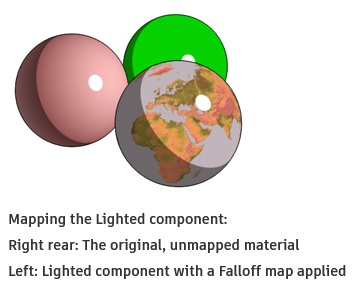 Mapping the Lighted component:
Right rear: The original, unmapped material
Left: Lighted component with a Falloff map applied